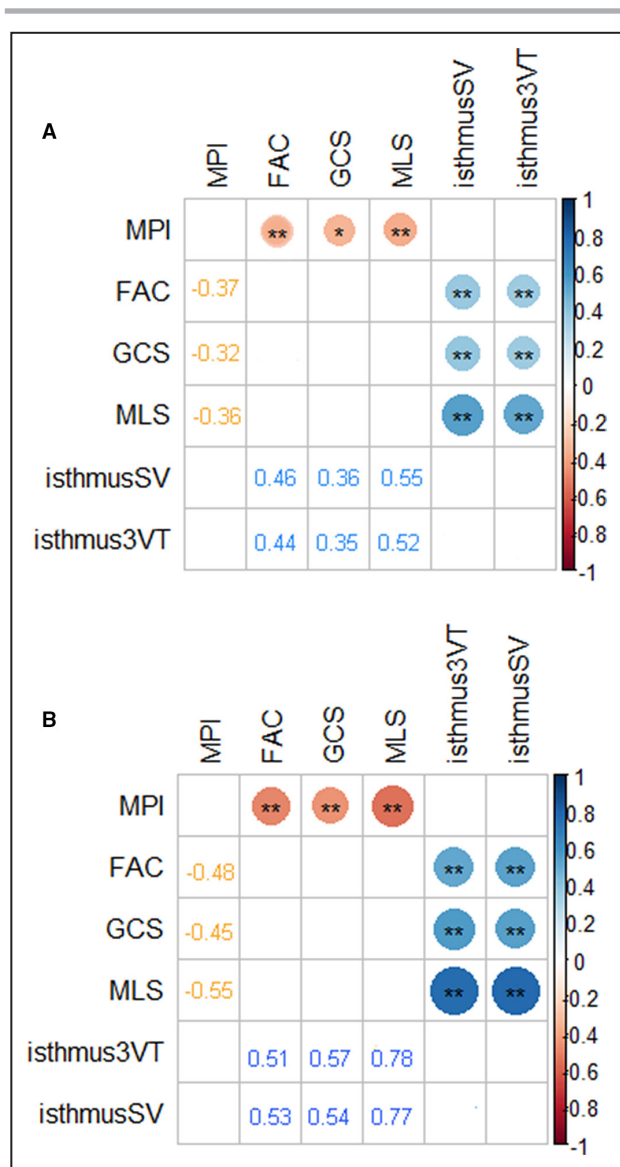 A
MPI FAC GCS MLS isthmusSV isthmus3VT
MPI ** * **
FAC -0.37 ** **
GCS -0.32 ** **
MLS -0.36 ** **
isthmusSV 0.46 0.36 0.55
isthmus3VT 0.44 0.35 0.52
1
0.8
0.6
0.4
0.2
0
-0.2
-0.4
-0.6
-0.8
-1
B
MPI FAC GCS MLS isthmus3VT isthmusSV
MPI ** ** **
FAC -0.48 ** **
GCS -0.45 ** **
MLS -0.55 ** **
isthmus3VT 0.51 0.57 0.78
isthmusSV 0.53 0.54 0.77
1
0.8
0.6
0.4
0.2
0
-0.2
-0.4
-0.6
-0.8
-1